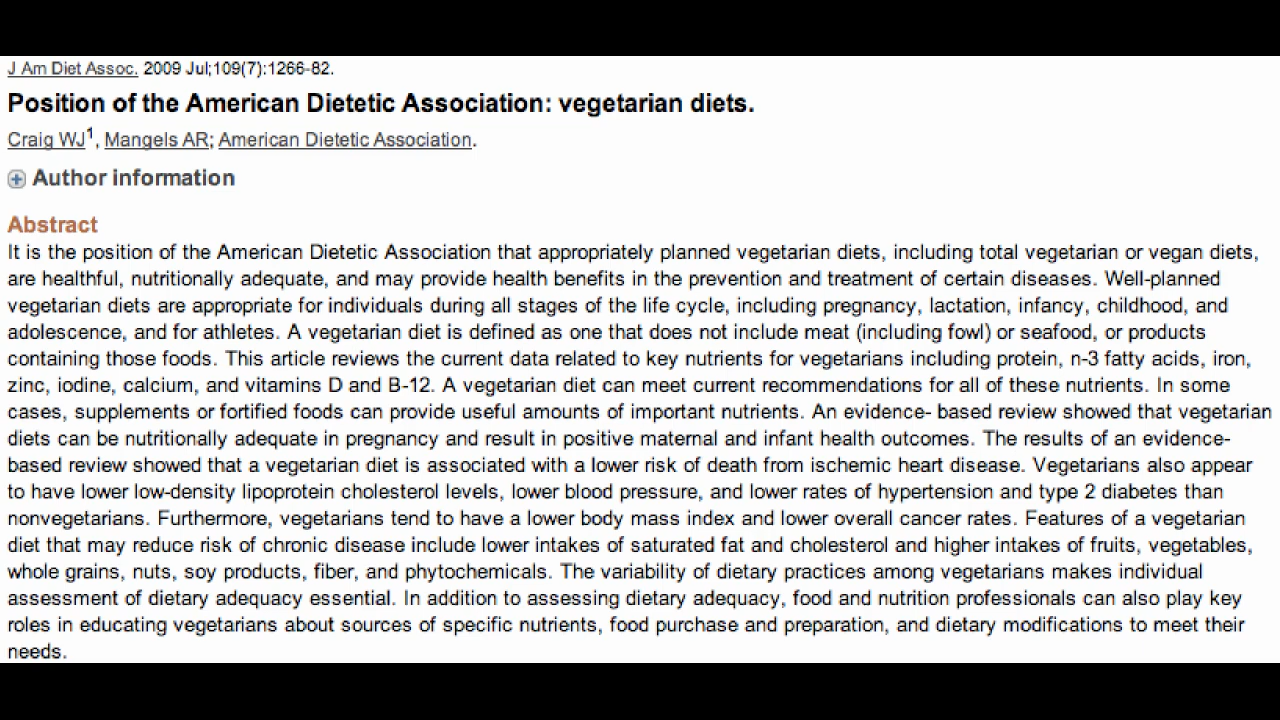 J Am Diet Assoc. 2009 Jul;109(7):1266-82.
Position of the American Dietetic Association: vegetarian diets.
Craig WJ1, Mangels AR; American Dietetic Association.
Author information
Abstract
It is the position of the American Dietetic Association that appropriately planned vegetarian diets, including total vegetarian or vegan diets,
are healthful, nutritionally adequate, and may provide health benefits in the prevention and treatment of certain diseases. Well-planned
vegetarian diets are appropriate for individuals during all stages of the life cycle, including pregnancy, lactation, infancy, childhood, and
adolescence, and for athletes. A vegetarian diet is defined as one that does not include meat (including fowl) or seafood, or products
containing those foods. This article reviews the current data related to key nutrients for vegetarians including protein, n-3 fatty acids, iron,
zinc, iodine, calcium, and vitamins D and B-12. A vegetarian diet can meet current recommendations for all of these nutrients. In some
cases, supplements or fortified foods can provide useful amounts of important nutrients. An evidence- based review showed that vegetarian
diets can be nutritionally adequate in pregnancy and result in positive maternal and infant health outcomes. The results of an evidence-
based review showed that a vegetarian diet is associated with a lower risk of death from ischemic heart disease. Vegetarians also appear
to have lower low-density lipoprotein cholesterol levels, lower blood pressure, and lower rates of hypertension and type 2 diabetes than
nonvegetarians. Furthermore, vegetarians tend to have a lower body mass index and lower overall cancer rates. Features of a vegetarian
diet that may reduce risk of chronic disease include lower intakes of saturated fat and cholesterol and higher intakes of fruits, vegetables,
whole grains, nuts, soy products, fiber, and phytochemicals. The variability of dietary practices among vegetarians makes individual
assessment of dietary adequacy essential. In addition to assessing dietary adequacy, food and nutrition professionals can also play key
roles in educating vegetarians about sources of specific nutrients, food purchase and preparation, and dietary modifications to meet their
needs.